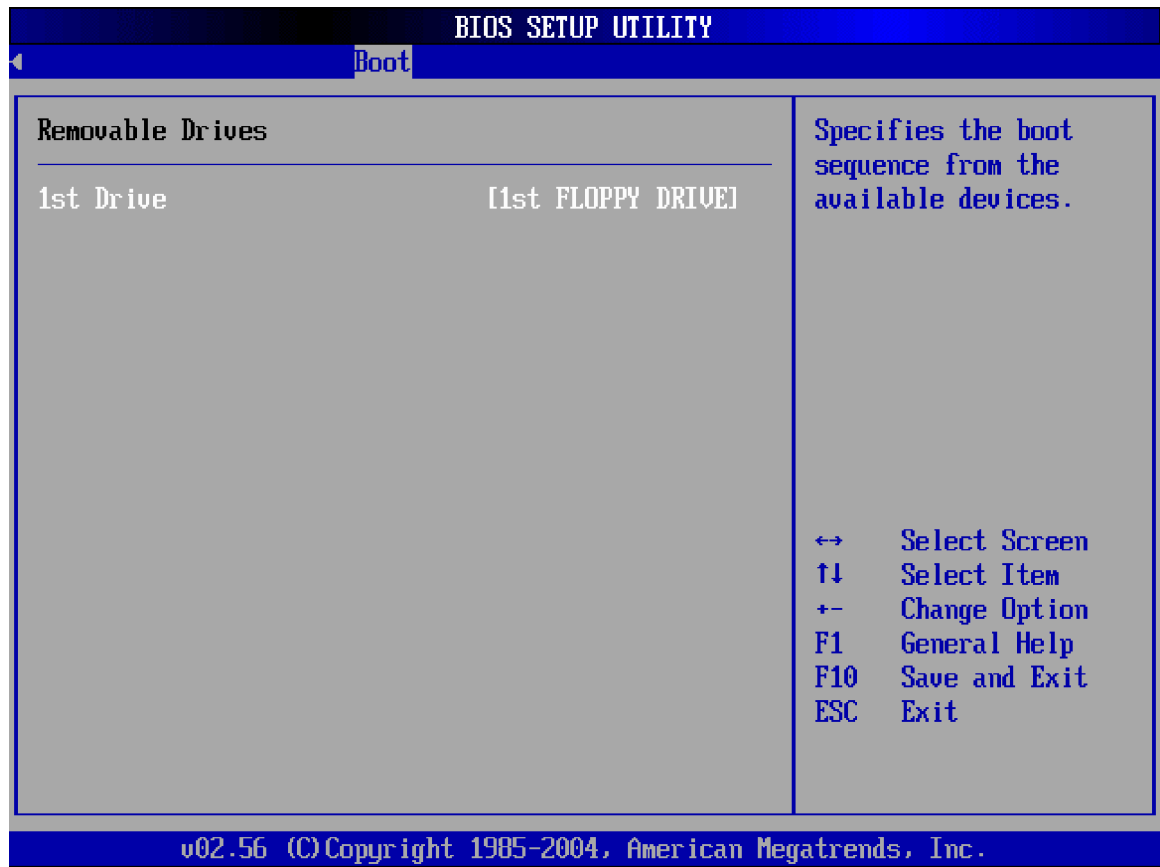 BIOS SETUP UTILITY
Boot
Removable Drives
1st Drive [1st FLOPPY DRIVE]
Specifies the boot
sequence from the
available devices.
←→ Select Screen
↑↓ Select Item
+- Change Option
F1 General Help
F10 Save and Exit
ESC Exit
v02.56 (C)Copyright 1985-2004, American Megatrends, Inc.